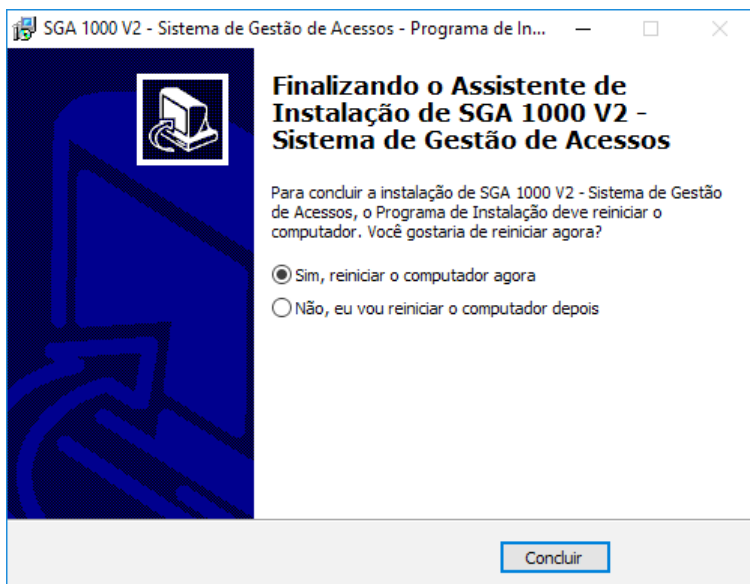 SGA 1000 V2 - Sistema de Gestão de Acessos - Programa de In...
Finalizando o Assistente de
Instalação de SGA 1000 V2 -
Sistema de Gestão de Acessos
Para concluir a instalação de SGA 1000 V2 - Sistema de Gestão
de Acessos, o Programa de Instalação deve reiniciar o
computador. Você gostaria de reiniciar agora?
Sim, reiniciar o computador agora
Não, eu vou reiniciar o computador depois
Concluir